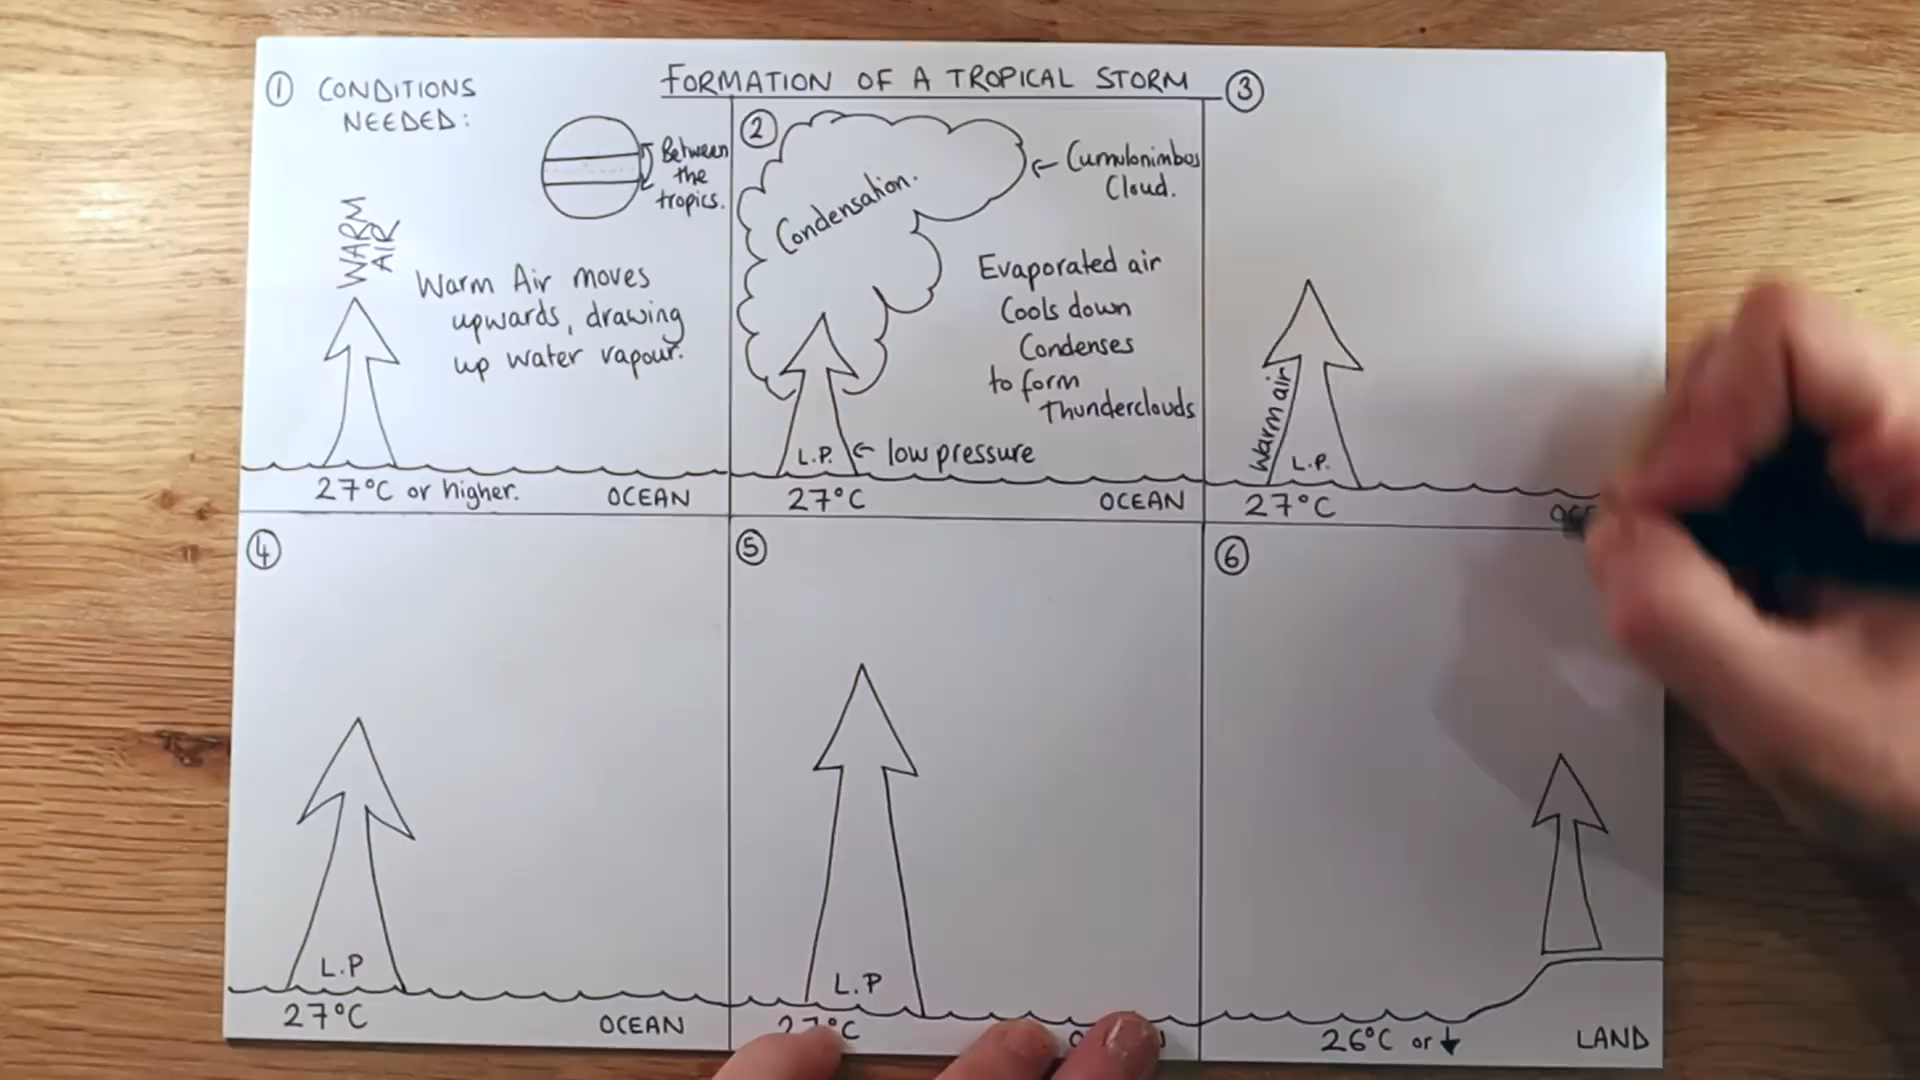 FORMATION OF A TROPICAL STORM
① CONDITIONS
NEEDED:
Between
the
tropics.
WARM
AIR
Warm Air moves
upwards, drawing
up water vapour.
27°C or higher.
OCEAN
②
Condensation.
Cumulonimbos
Cloud.
Evaporated air
Cools down
Condenses
to form
Thunderclouds
L.P.
low pressure
27°C
OCEAN
③
Warm air
L.P.
27°C
④
L.P
27°C
OCEAN
⑤
L.P
27°C
⑥
26°C or ↓
LAND